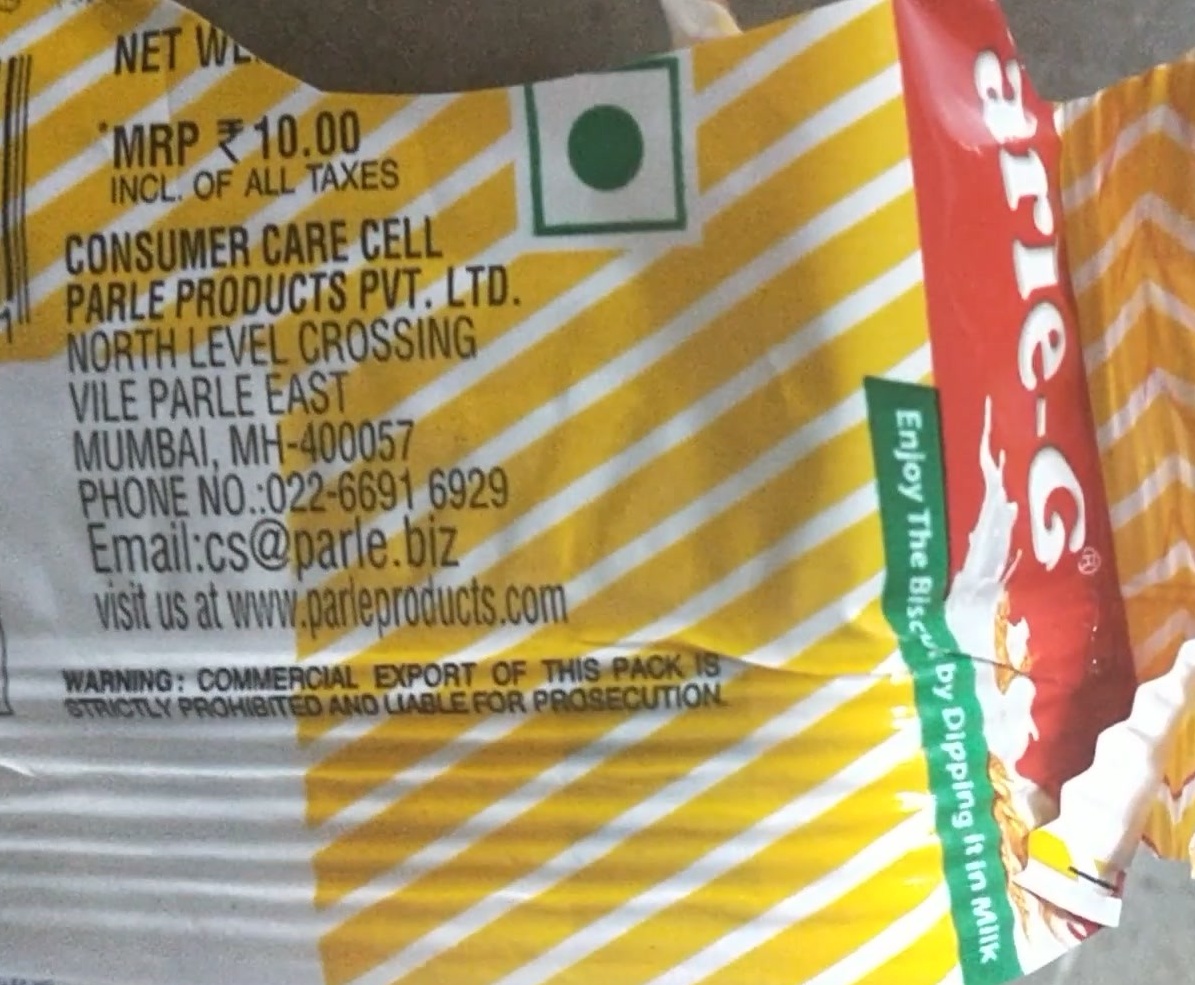 NET
*MRP ₹ 10.00
INCL. OF ALL TAXES
CONSUMER CARE CELL
PARLE PRODUCTS PVT. LTD.
NORTH LEVEL CROSSING
VILE PARLE EAST
MUMBAI, MH-400057
PHONE NO.:022-6691 6929
Email:cs@parle.biz
visit us at www.parleproducts.com
WARNING: COMMERCIAL EXPORT OF THIS PACK IS
STRICTLY PROHIBITED AND LIABLE FOR PROSECUTION.
arle-G®
Enjoy The Biscuit by Dipping it in Milk
1